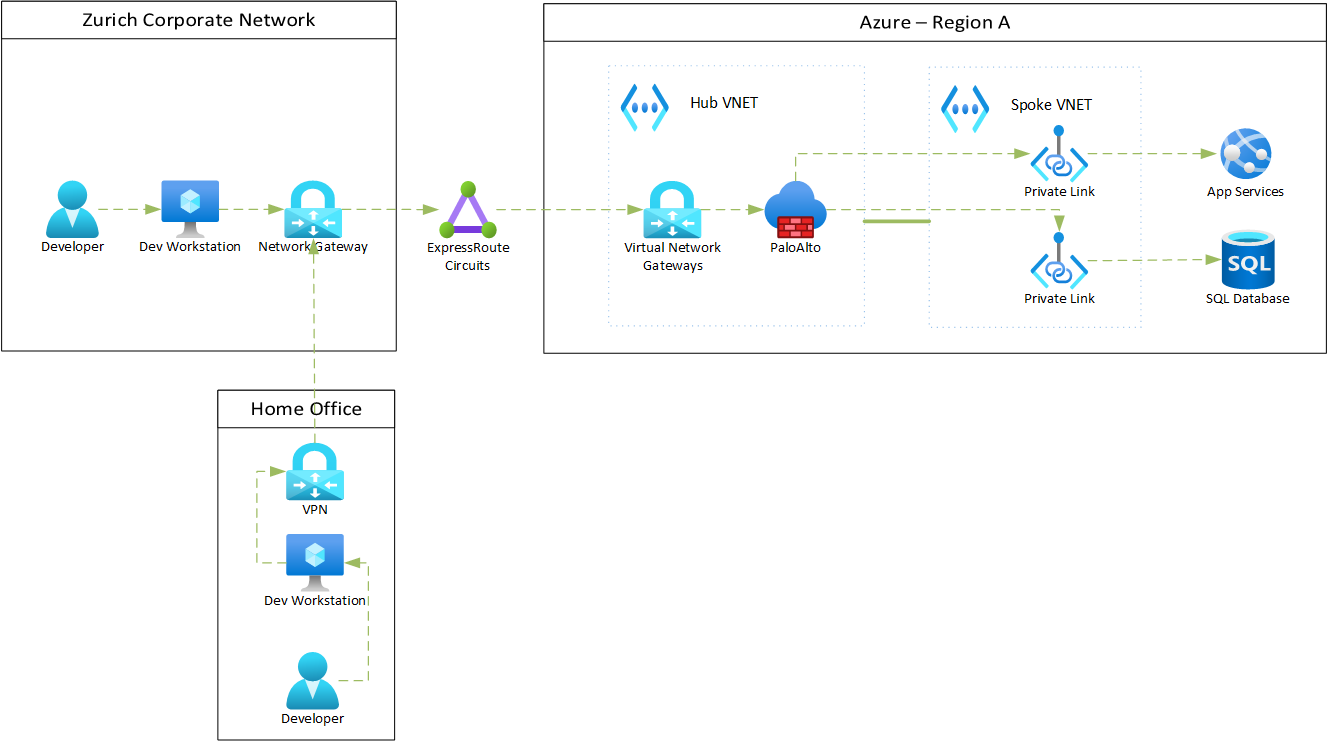 Zurich Corporate Network
Azure – Region A
Hub VNET
Spoke VNET
Developer
Dev Workstation
Network Gateway
ExpressRoute
Circuits
Virtual Network
Gateways
PaloAlto
Private Link
App Services
Private Link
SQL
SQL Database
Home Office
VPN
Dev Workstation
Developer